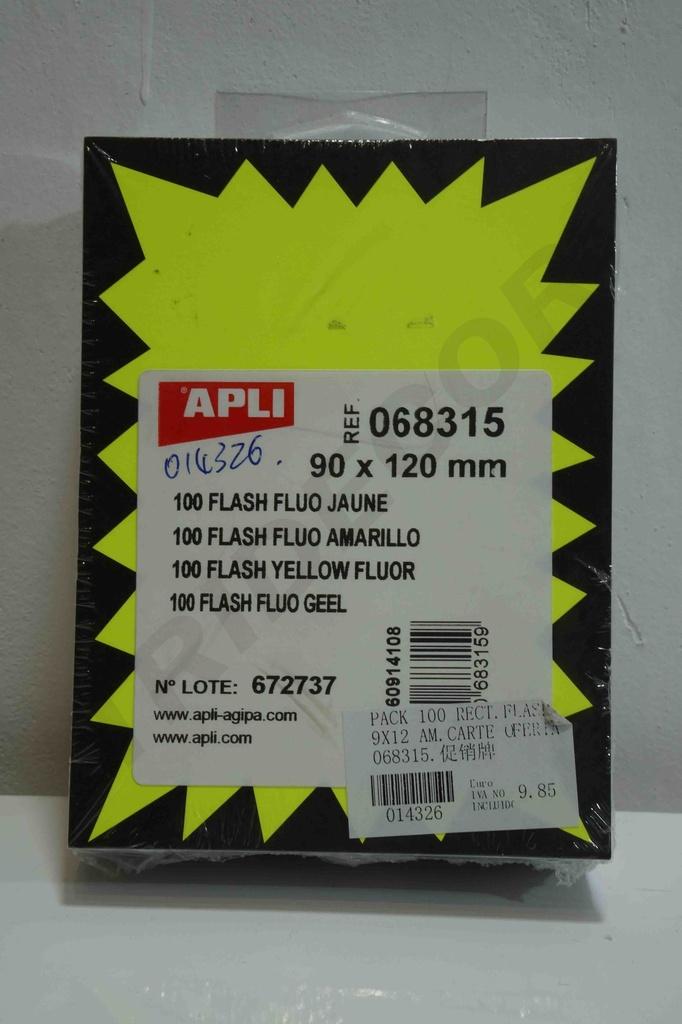 APLI
REF. 068315
014326.
90 x 120 mm
100 FLASH FLUO JAUNE
100 FLASH FLUO AMARILLO
100 FLASH YELLOW FLUOR
100 FLASH FLUO GEEL
60914108
683159
Nº LOTE: 672737
www.apli-agipa.com
www.apli.com
PACK 100 RECT. FLASH
9X12 AM. CARTE OFERTA
068315. 促销牌
Euro
IVA NO 9.85
INCLUIDO
014326